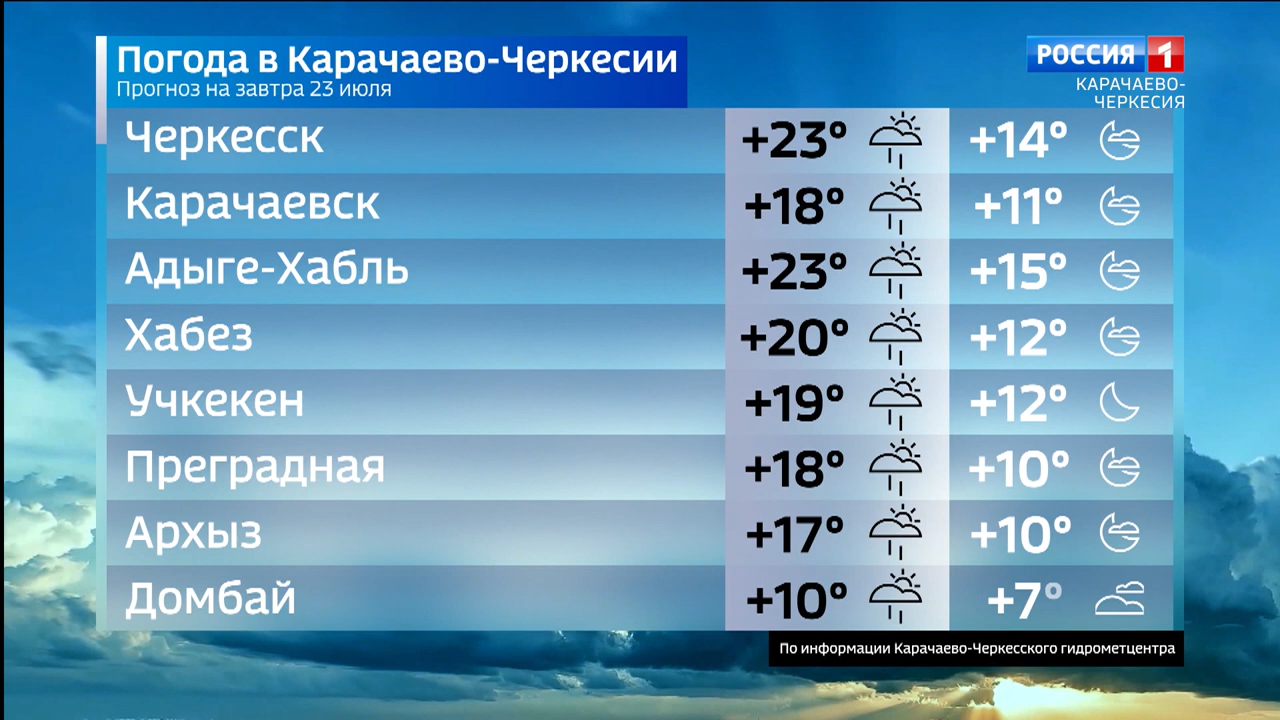 Погода в Карачаево-Черкесии
Прогноз на завтра 23 июля
РОССИЯ 1
КАРАЧАЕВО-
ЧЕРКЕСИЯ
Черкесск +23° +14°
Карачаевск +18° +11°
Адыге-Хабль +23° +15°
Хабез +20° +12°
Учкекен +19° +12°
Преградная +18° +10°
Архыз +17° +10°
Домбай +10° +7°
По информации Карачаево-Черкесского гидрометцентра